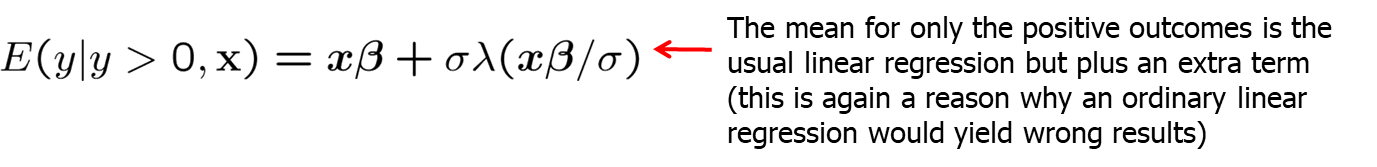 E(y|y > 0, x) = xβ + σλ(xβ/σ)
The mean for only the positive outcomes is the
usual linear regression but plus an extra term
(this is again a reason why an ordinary linear
regression would yield wrong results)